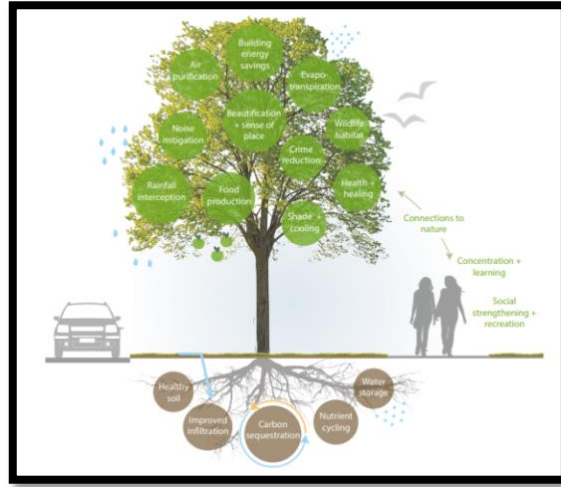 Building
energy
savings
Air
purification
Evapo-
transpiration
Beautification
+ sense of
place
Noise
mitigation
Wildlife
habitat
Crime
reduction
Rainfall
interception
Food
production
Health +
healing
Shade +
cooling
Connections to
nature
Concentration +
learning
Social
strengthening +
recreation
Healthy
soil
Improved
infiltration
Carbon
sequestration
Nutrient
cycling
Water
storage